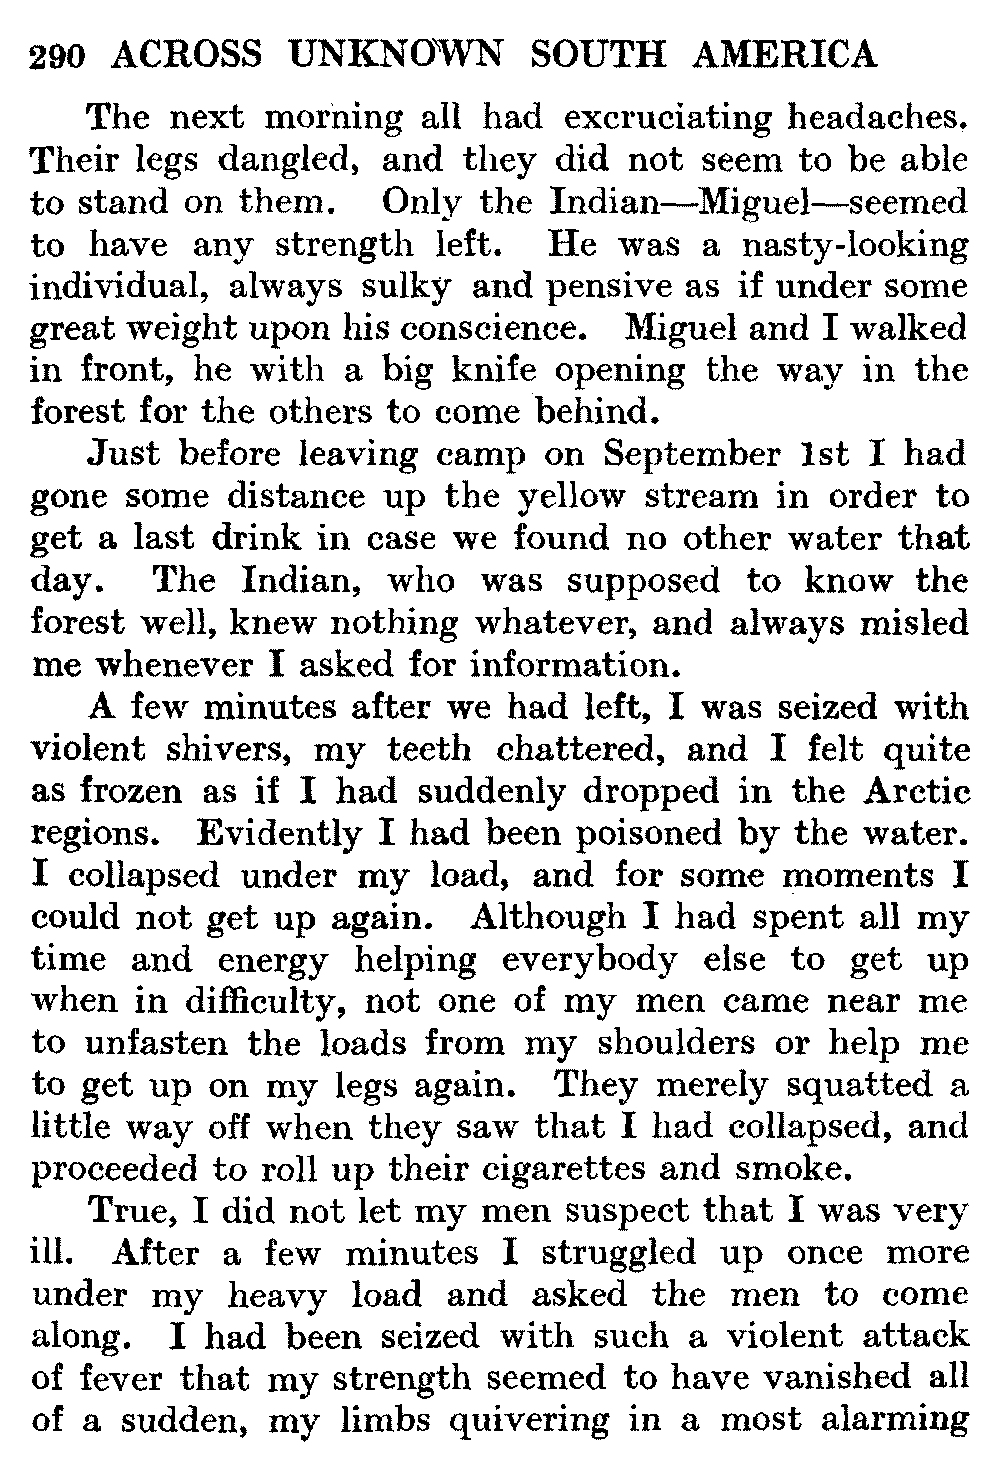 290 ACROSS UNKNOWN SOUTH AMERICA
The next morning all had excruciating headaches.
Their legs dangled, and they did not seem to be able
to stand on them. Only the Indian—Miguel—seemed
to have any strength left. He was a nasty-looking
individual, always sulky and pensive as if under some
great weight upon his conscience. Miguel and I walked
in front, he with a big knife opening the way in the
forest for the others to come behind.
Just before leaving camp on September 1st I had
gone some distance up the yellow stream in order to
get a last drink in case we found no other water that
day. The Indian, who was supposed to know the
forest well, knew nothing whatever, and always misled
me whenever I asked for information.
A few minutes after we had left, I was seized with
violent shivers, my teeth chattered, and I felt quite
as frozen as if I had suddenly dropped in the Arctic
regions. Evidently I had been poisoned by the water.
I collapsed under my load, and for some moments I
could not get up again. Although I had spent all my
time and energy helping everybody else to get up
when in difficulty, not one of my men came near me
to unfasten the loads from my shoulders or help me
to get up on my legs again. They merely squatted a
little way off when they saw that I had collapsed, and
proceeded to roll up their cigarettes and smoke.
True, I did not let my men suspect that I was very
ill. After a few minutes I struggled up once more
under my heavy load and asked the men to come
along. I had been seized with such a violent attack
of fever that my strength seemed to have vanished all
of a sudden, my limbs quivering in a most alarming